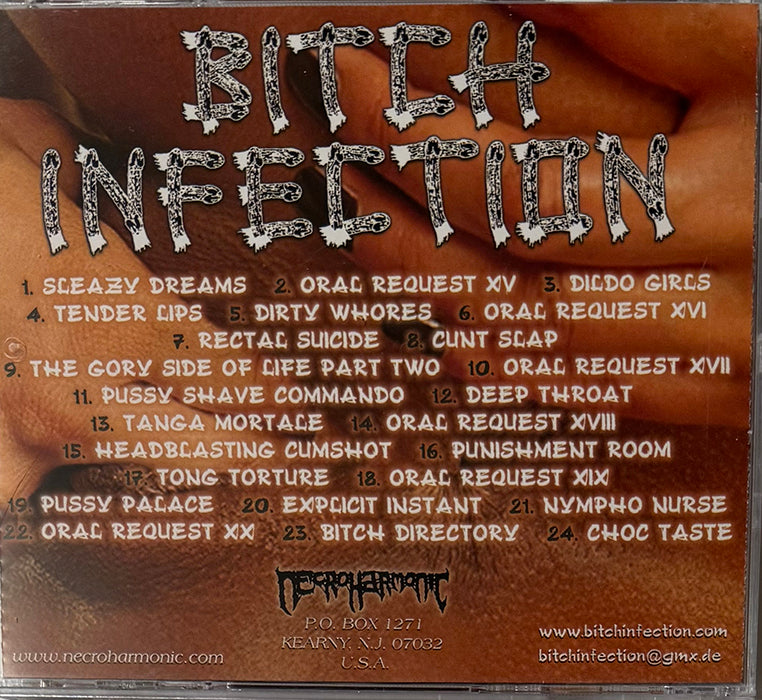 BITCH
INFECTION
1. SLEAZY DREAMS 2. ORAL REQUEST XV 3. DILDO GIRLS
4. TENDER LIPS 5. DIRTY WHORES 6. ORAL REQUEST XVI
7. RECTAL SUICIDE 8. CUNT SLAP
9. THE GORY SIDE OF LIFE PART TWO 10. ORAL REQUEST XVII
11. PUSSY SHAVE COMMANDO 12. DEEP THROAT
13. TANGA MORTALE 14. ORAL REQUEST XVIII
15. HEADBLASTING CUMSHOT 16. PUNISHMENT ROOM
17. TONG TORTURE 18. ORAL REQUEST XIX
19. PUSSY PALACE 20. EXPLICIT INSTANT 21. NYMPHO NURSE
22. ORAL REQUEST XX 23. BITCH DIRECTORY 24. CHOC TASTE
NECROHARMONIC
P.O. BOX 1271
KEARNY, N.J. 07032
U.S.A.
www.necroharmonic.com
www.bitchinfection.com
bitchinfection@gmx.de